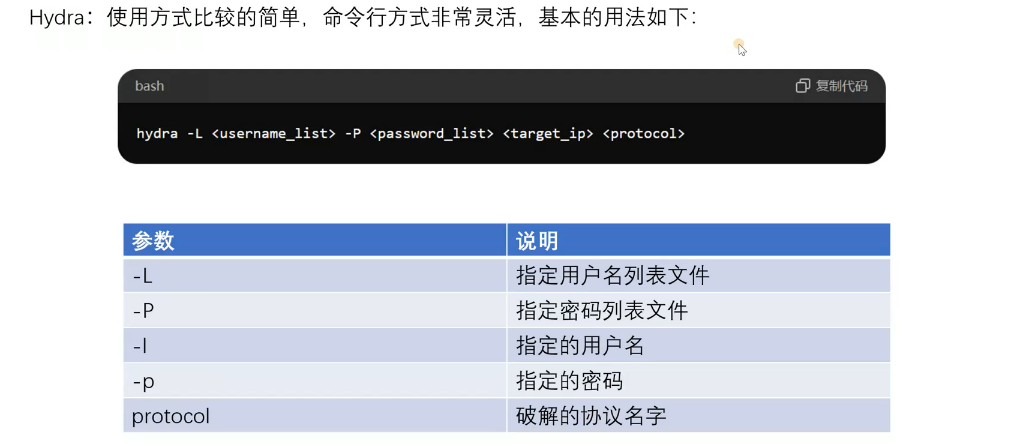 Hydra：使用方式比较的简单，命令行方式非常灵活，基本的用法如下：
bash 复制代码
hydra -L <username_list> -P <password_list> <target_ip> <protocol>
参数 说明
-L 指定用户名列表文件
-P 指定密码列表文件
-l 指定的用户名
-p 指定的密码
protocol 破解的协议名字